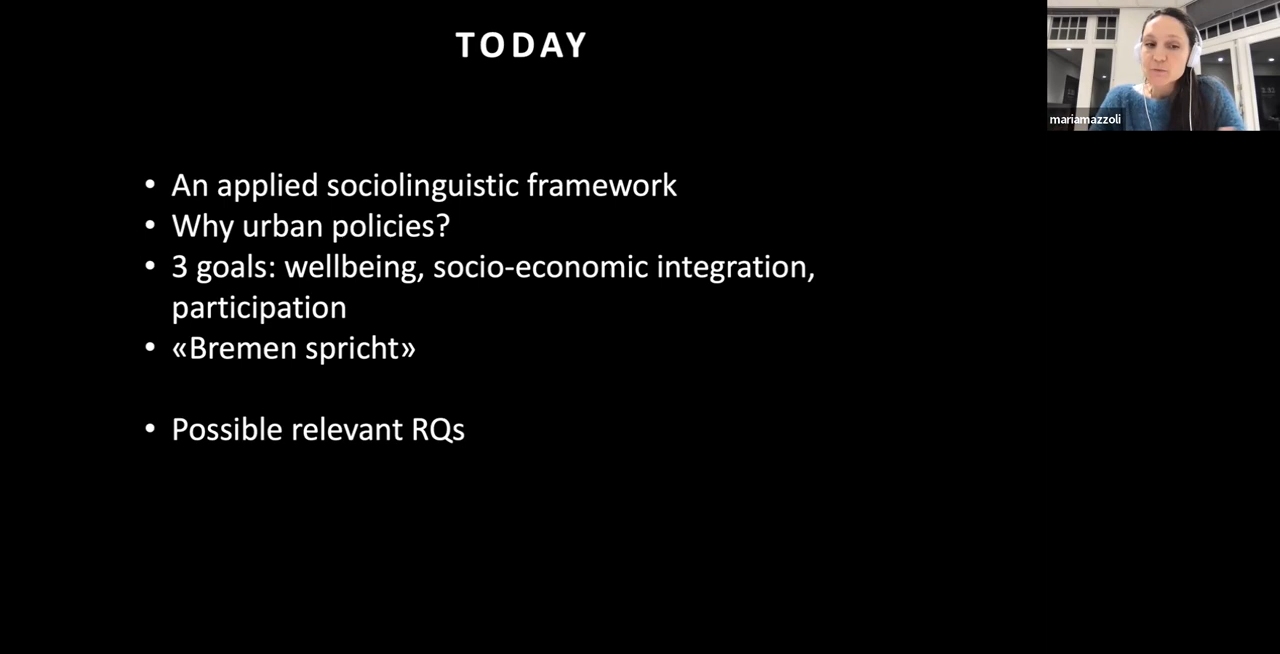 TODAY
mariamazzoli
• An applied sociolinguistic framework
• Why urban policies?
• 3 goals: wellbeing, socio-economic integration,
participation
• «Bremen spricht»
• Possible relevant RQs